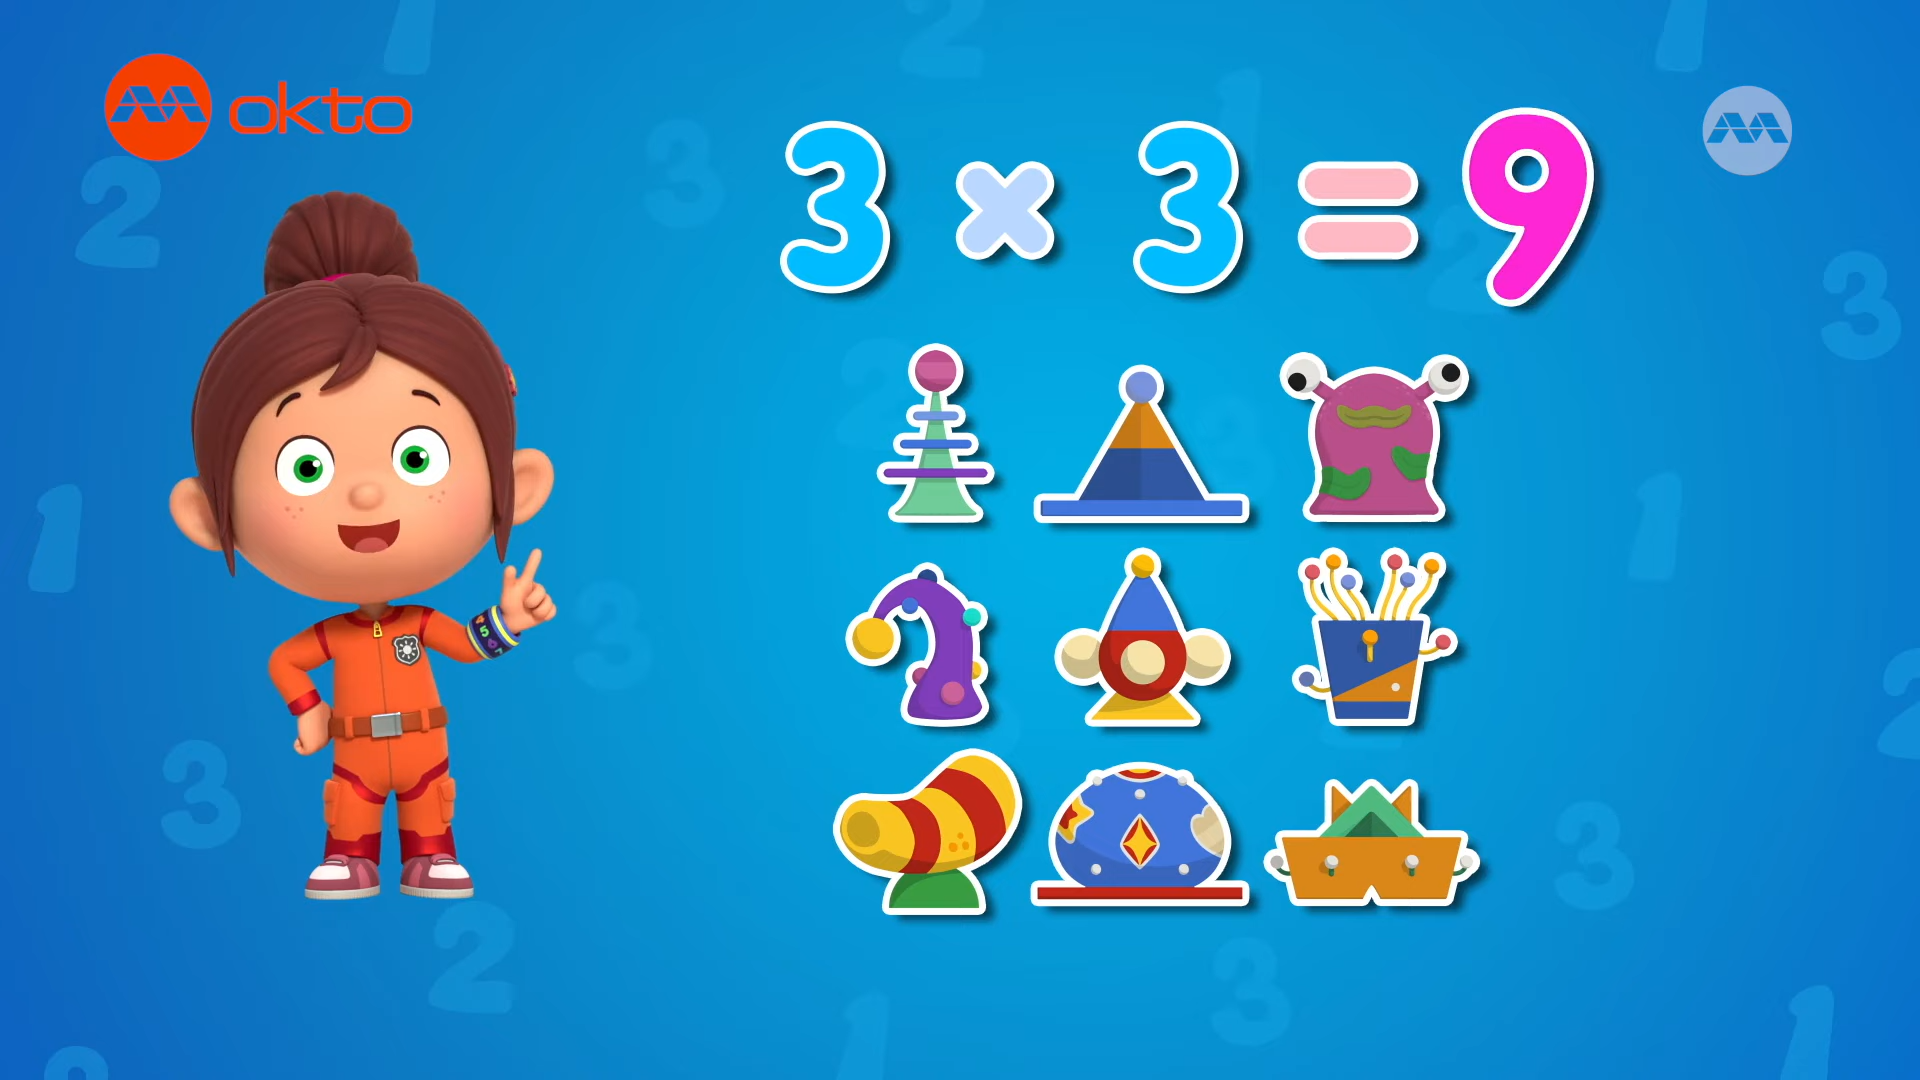 okto
3 × 3 = 9